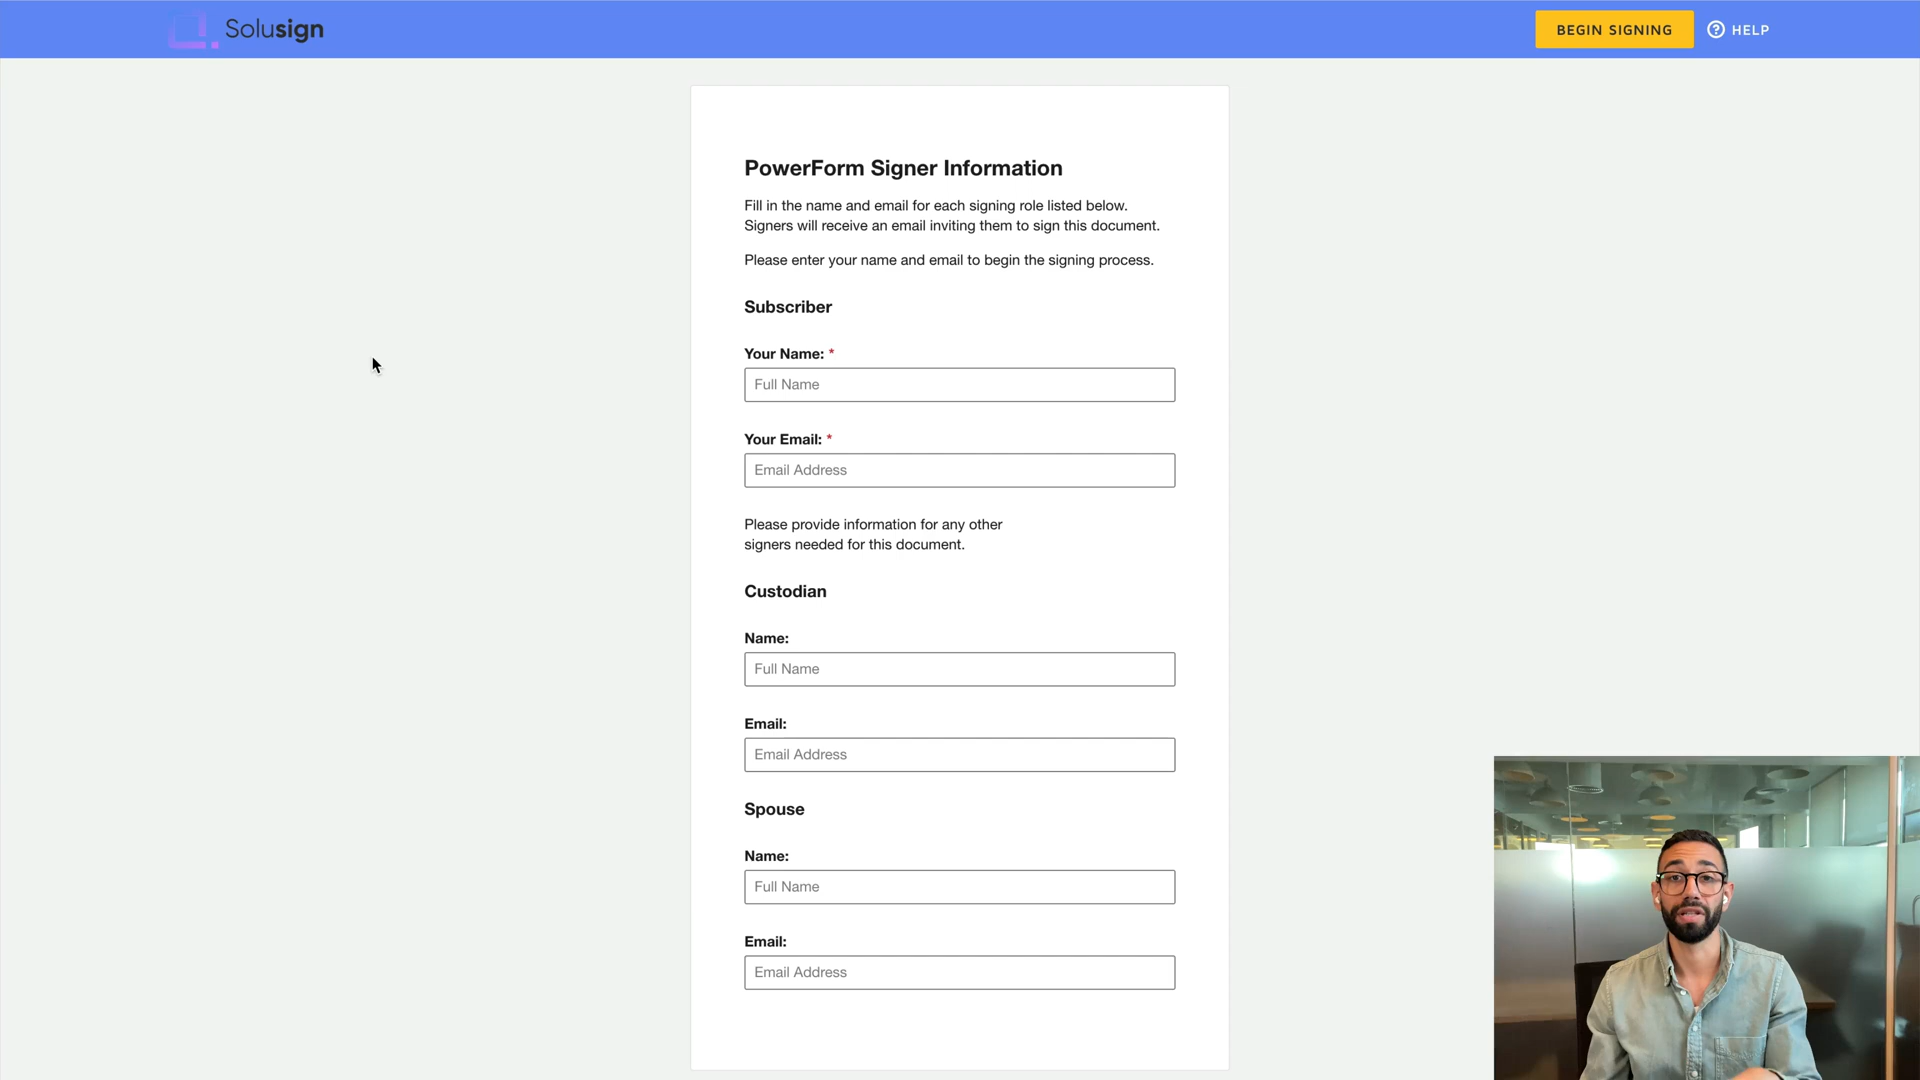 Solusign
BEGIN SIGNING
? HELP
PowerForm Signer Information
Fill in the name and email for each signing role listed below.
Signers will receive an email inviting them to sign this document.
Please enter your name and email to begin the signing process.
Subscriber
Your Name: *
Full Name
Your Email: *
Email Address
Please provide information for any other
signers needed for this document.
Custodian
Name:
Full Name
Email:
Email Address
Spouse
Name:
Full Name
Email:
Email Address